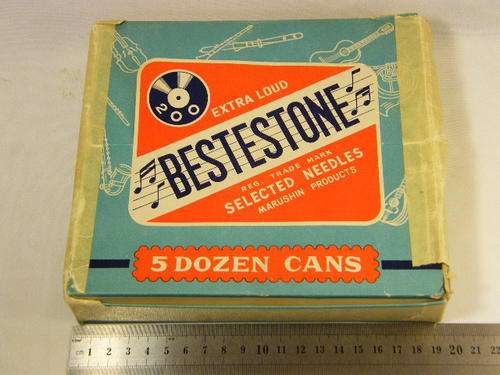 200
EXTRA LOUD
BESTESTONE
REG. TRADE MARK
SELECTED NEEDLES
MARUSHIN PRODUCTS
5 DOZEN CANS
cm 1 2 3 4 5 6 7 8 9 10 11 12 13 14 15 16 17 18 19 20 21 22